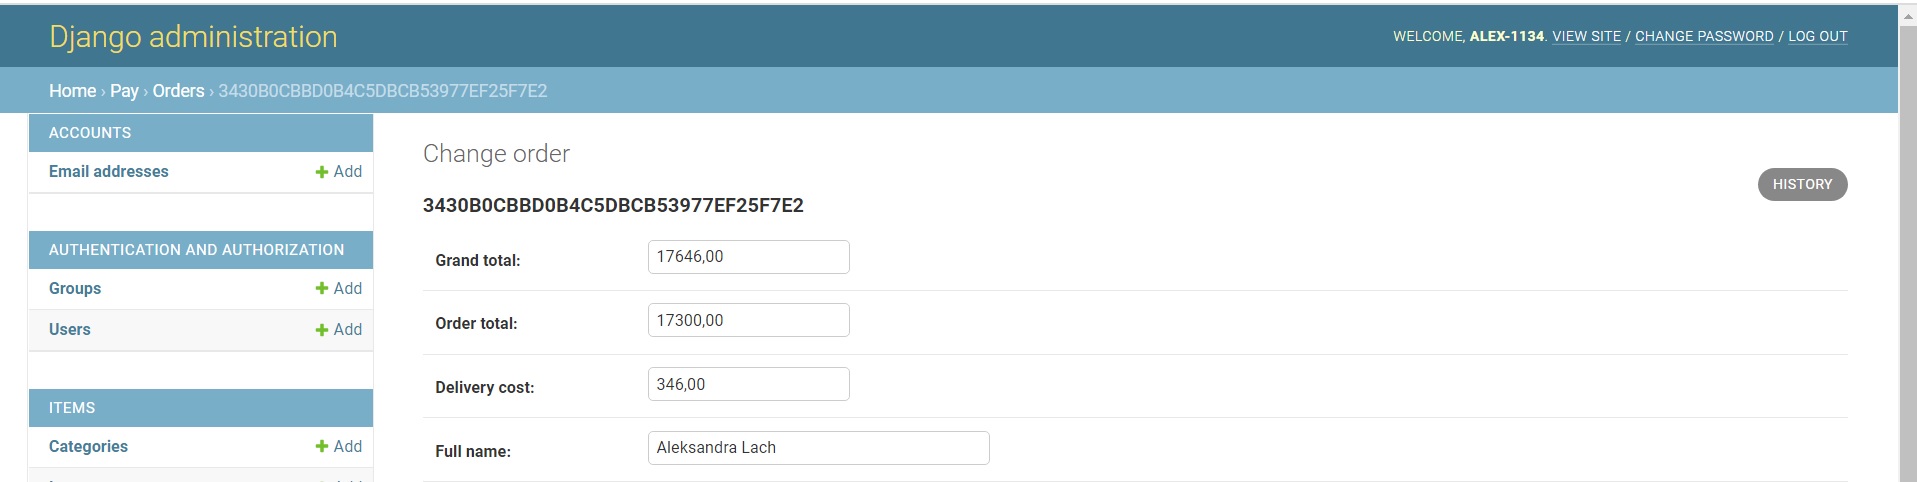 Django administration
WELCOME, ALEX-1134. VIEW SITE / CHANGE PASSWORD / LOG OUT
Home › Pay › Orders › 3430B0CBBD0B4C5DBCB53977EF25F7E2
ACCOUNTS
Email addresses + Add
AUTHENTICATION AND AUTHORIZATION
Groups + Add
Users + Add
ITEMS
Categories + Add
Change order
HISTORY
3430B0CBBD0B4C5DBCB53977EF25F7E2
Grand total: 17646,00
Order total: 17300,00
Delivery cost: 346,00
Full name: Aleksandra Lach